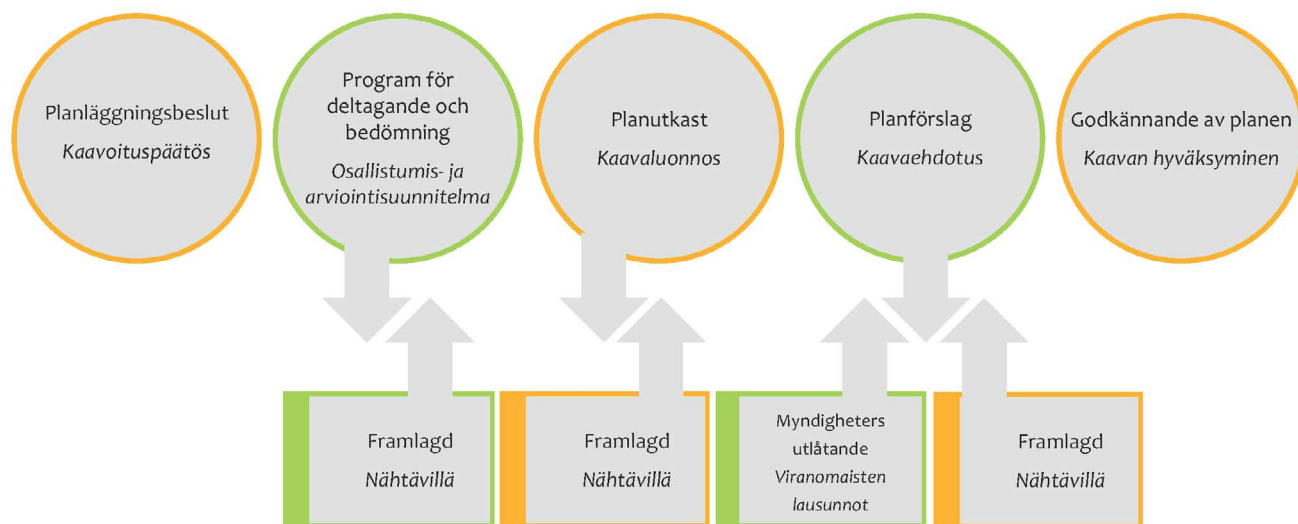 Planläggningsbeslut
Kaavoituspäätös
Program för
deltagande och
bedömning
Osallistumis- ja
arviointisuunnitelma
Planutkast
Kaavaluonnos
Planförslag
Kaavaehdotus
Godkännande av planen
Kaavan hyväksyminen
Framlagd
Nähtävillä
Framlagd
Nähtävillä
Myndigheters
utlåtande
Viranomaisten
lausunnot
Framlagd
Nähtävillä